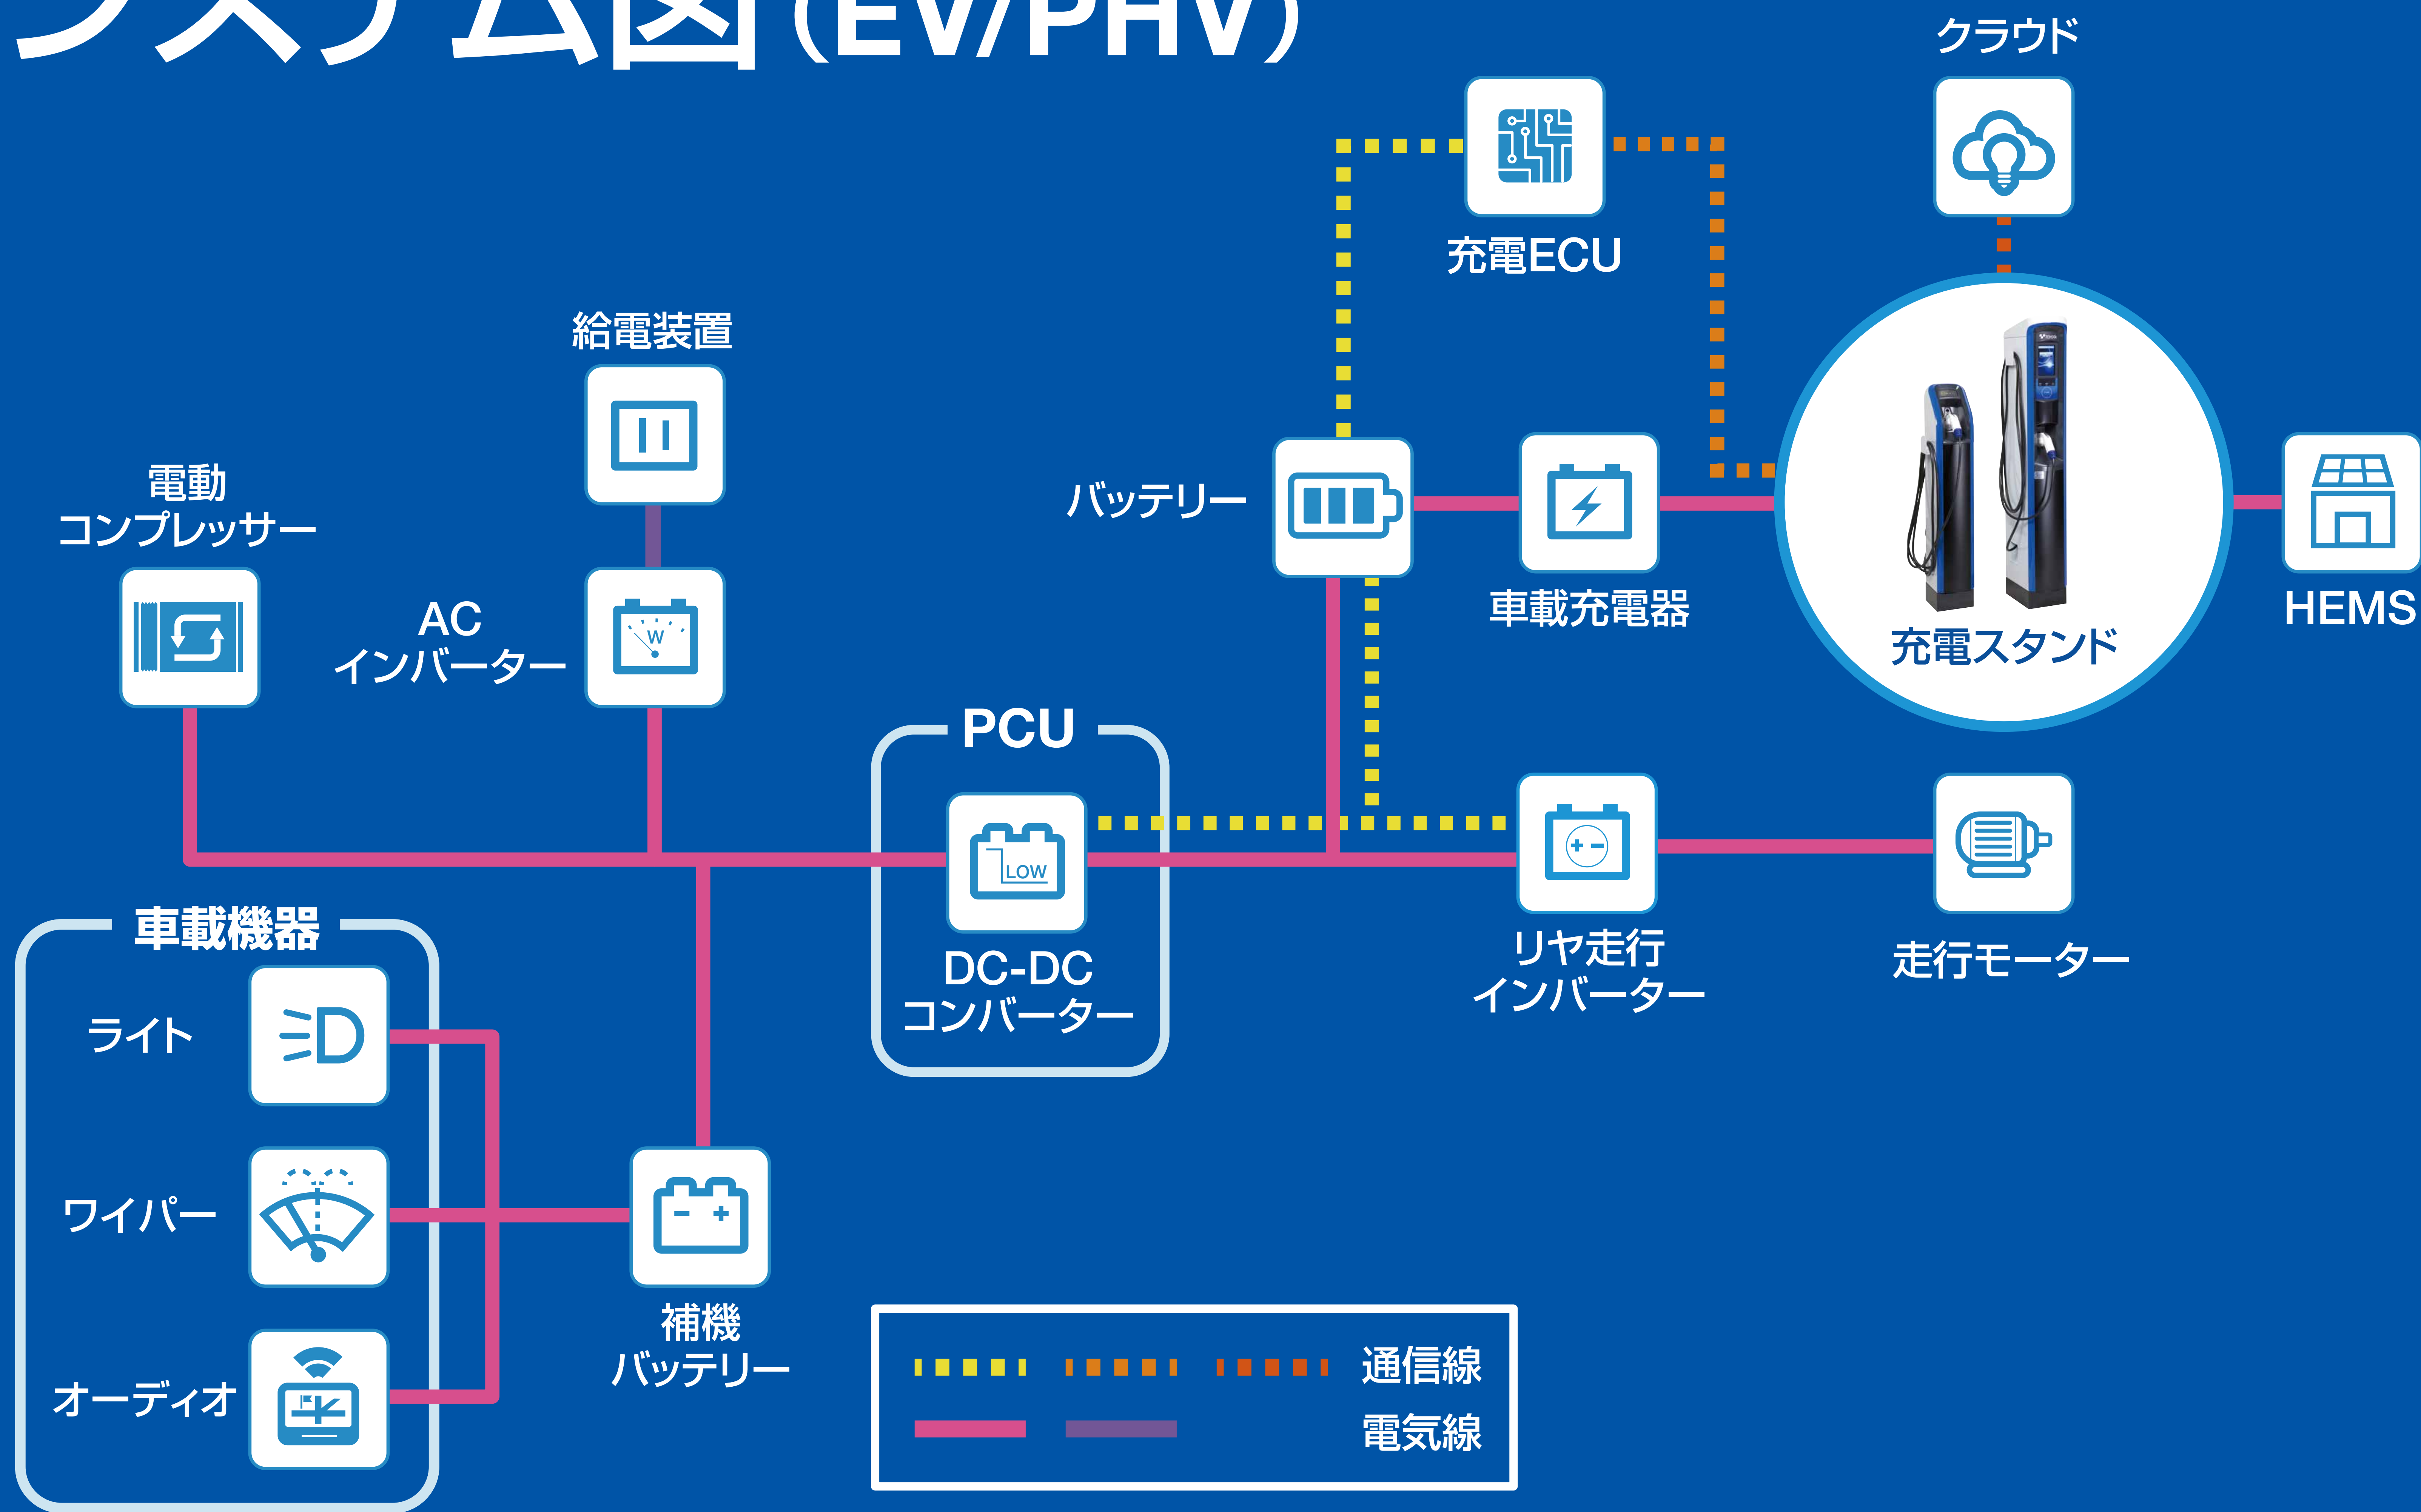 システム図 (EV/PHV)
クラウド
充電ECU
給電装置
電動
コンプレッサー
バッテリー
AC
インバーター
車載充電器
充電スタンド
HEMS
PCU
LOW
W
DC-DC
コンバーター
リヤ走行
インバーター
走行モーター
車載機器
ライト
ワイパー
オーディオ
補機
バッテリー
通信線
電気線